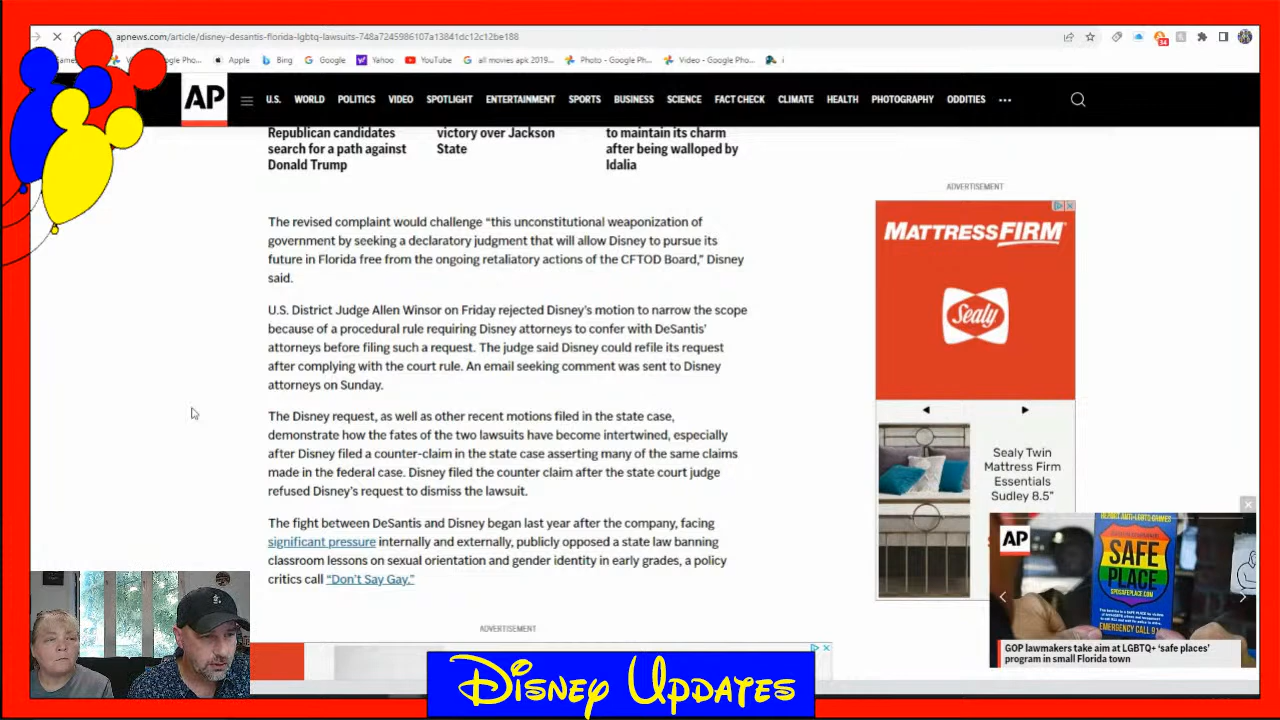 apnews.com/article/disney-desantis-florida-lgbtq-lawsuits-748a7245986107a13841dc12c12be188
Apple Bing Google Yahoo YouTube all movies apk 2019... Photo - Google Ph... Video - Google Pho...
AP U.S. WORLD POLITICS VIDEO SPOTLIGHT ENTERTAINMENT SPORTS BUSINESS SCIENCE FACT CHECK CLIMATE HEALTH PHOTOGRAPHY ODDITIES
Republican candidates
search for a path against
Donald Trump
victory over Jackson
State
to maintain its charm
after being walloped by
Idalia
The revised complaint would challenge “this unconstitutional weaponization of
government by seeking a declaratory judgment that will allow Disney to pursue its
future in Florida free from the ongoing retaliatory actions of the CFTOD Board,” Disney
said.
U.S. District Judge Allen Winsor on Friday rejected Disney’s motion to narrow the scope
because of a procedural rule requiring Disney attorneys to confer with DeSantis’
attorneys before filing such a request. The judge said Disney could refile its request
after complying with the court rule. An email seeking comment was sent to Disney
attorneys on Sunday.
The Disney request, as well as other recent motions filed in the state case,
demonstrate how the fates of the two lawsuits have become intertwined, especially
after Disney filed a counter-claim in the state case asserting many of the same claims
made in the federal case. Disney filed the counter claim after the state court judge
refused Disney’s request to dismiss the lawsuit.
The fight between DeSantis and Disney began last year after the company, facing
significant pressure internally and externally, publicly opposed a state law banning
classroom lessons on sexual orientation and gender identity in early grades, a policy
critics call “Don’t Say Gay.”
ADVERTISEMENT
ADVERTISEMENT
MATTRESSFIRM
Sealy
Sealy Twin
Mattress Firm
Essentials
Sudley 8.5"
AP
SAFE
PLACE
SPDSAFEPLACE.COM
GOP lawmakers take aim at LGBTQ+ ‘safe places’
program in small Florida town
Disney Updates